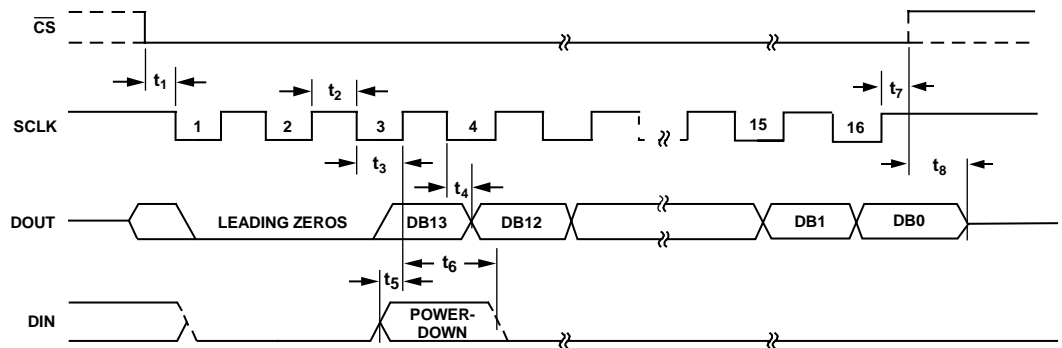 CS
t1
t2
t7
SCLK
1 2 3 4 15 16
t3
t4
t8
DOUT
LEADING ZEROS DB13 DB12 DB1 DB0
t6
t5
DIN
POWER-
DOWN